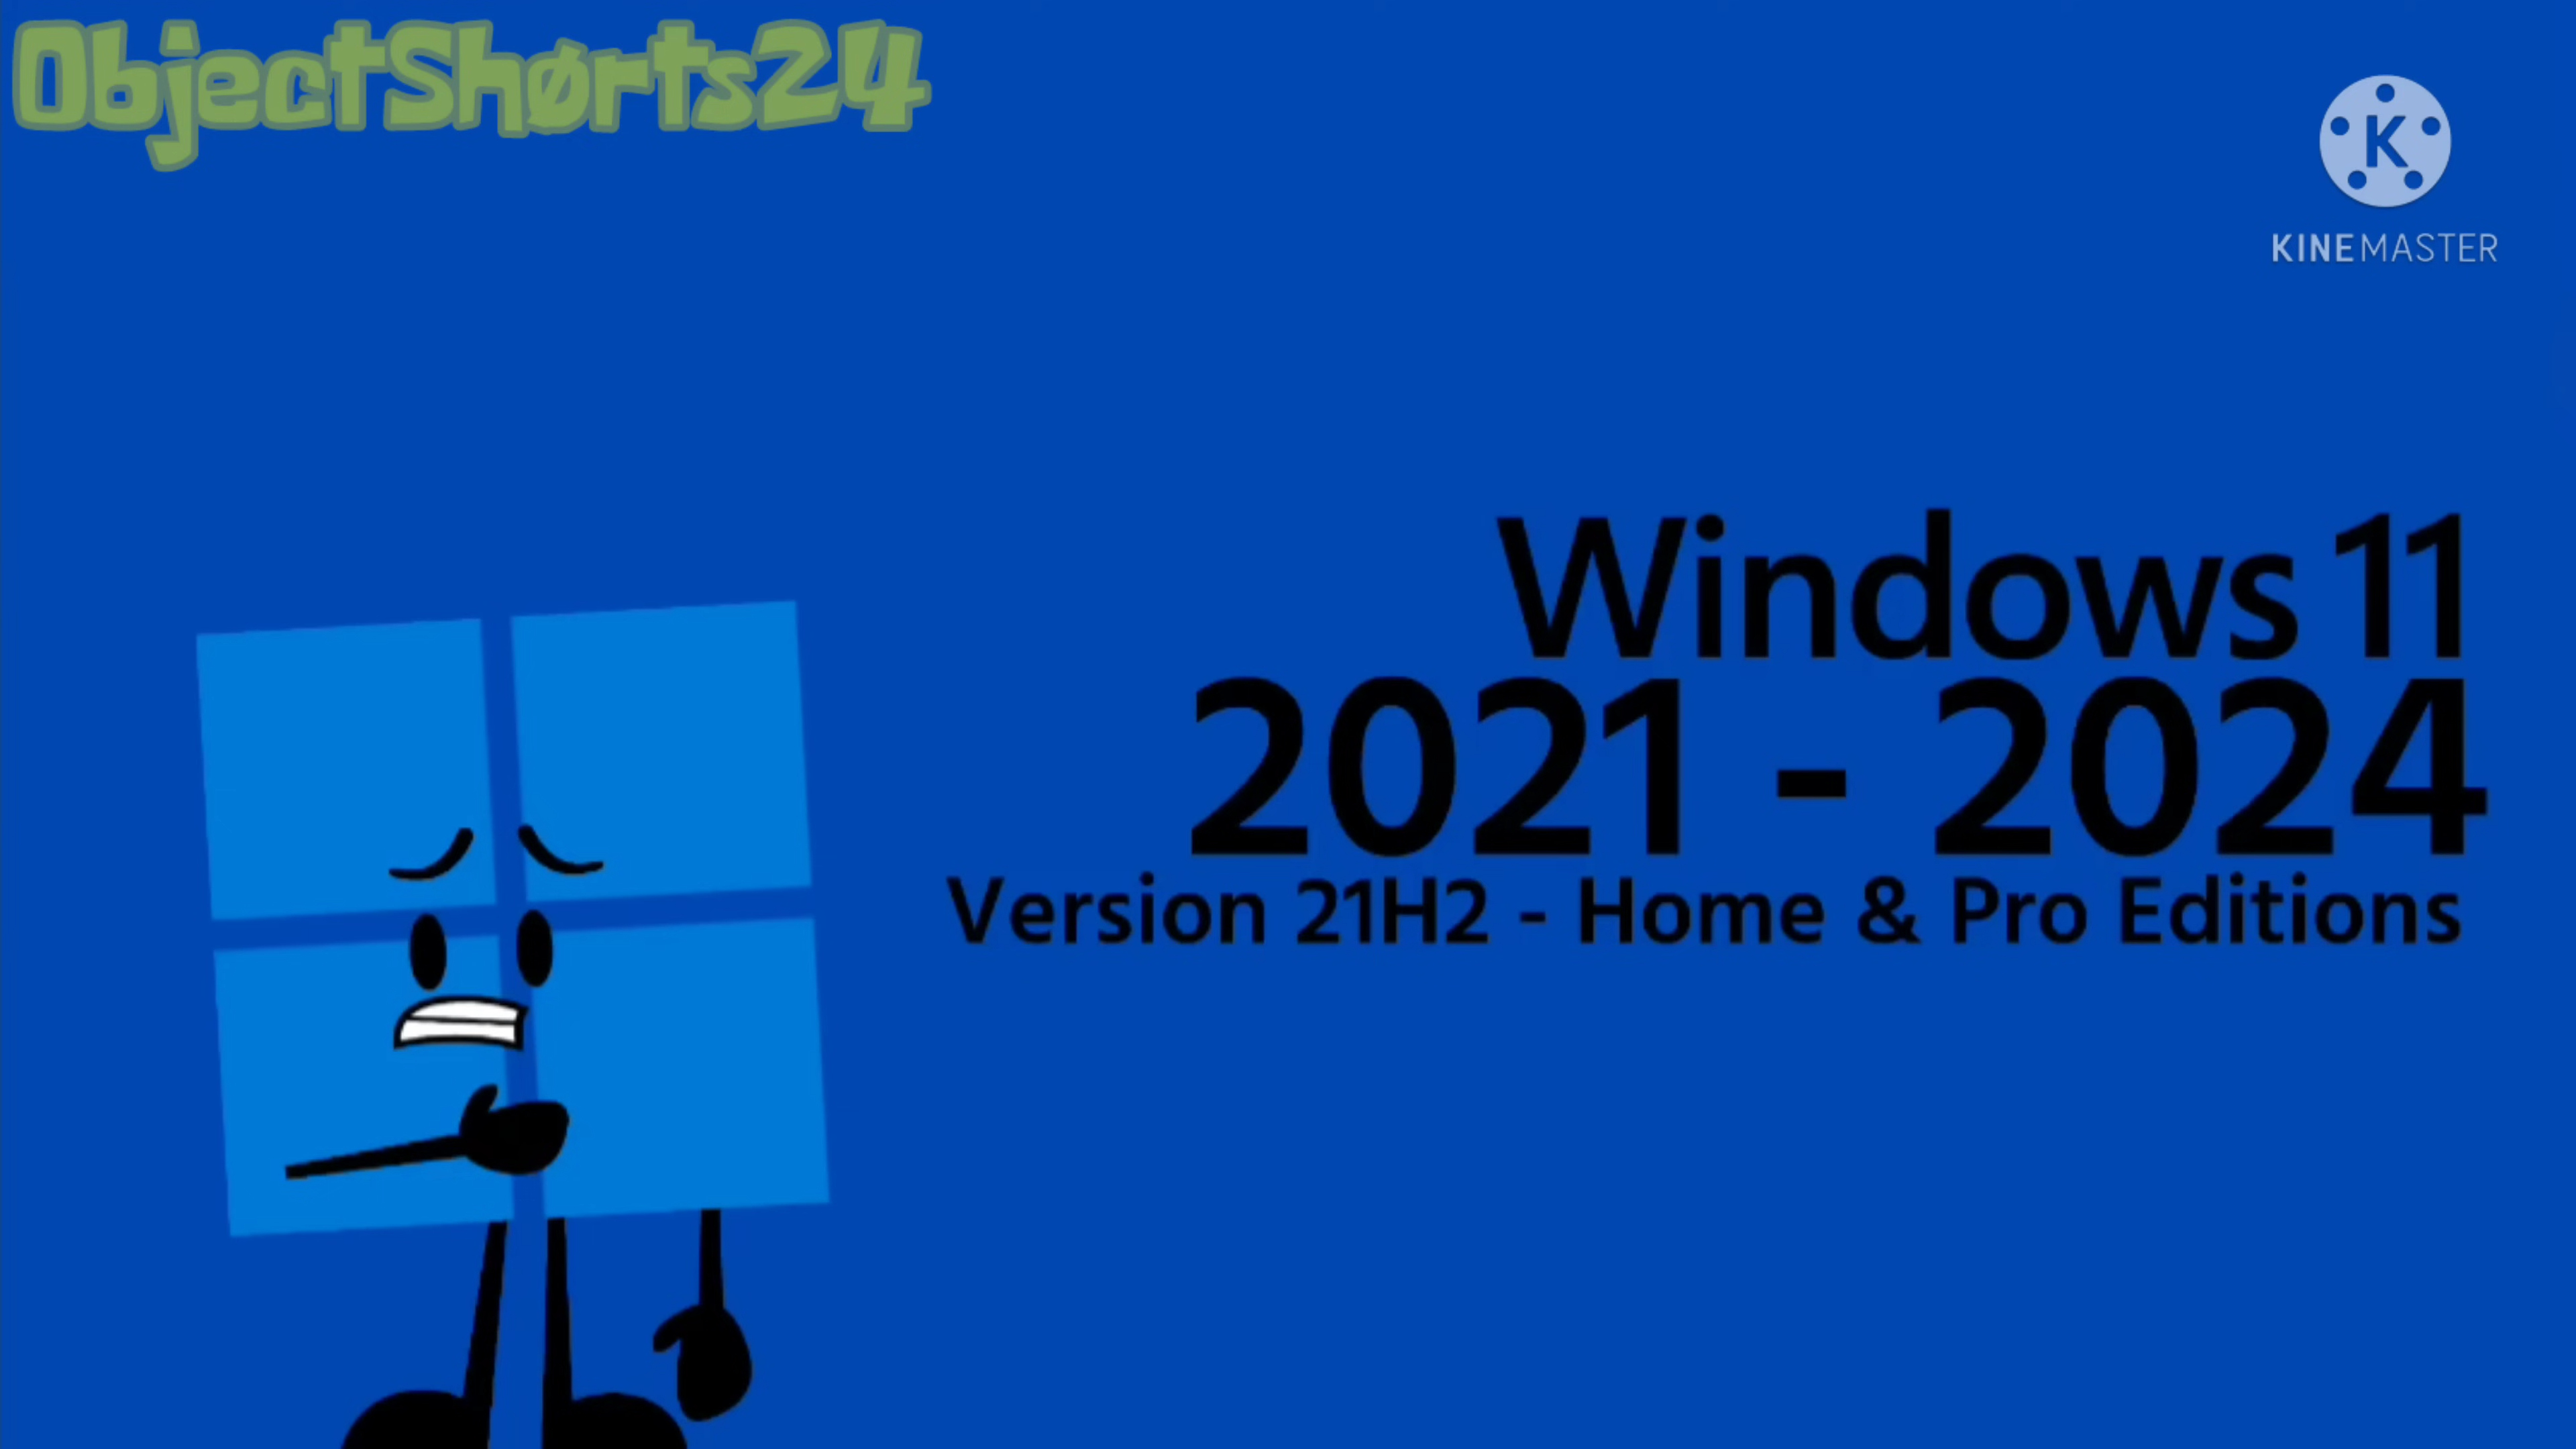 ObjectShørts24
K
KINEMASTER
Windows 11
2021 - 2024
Version 21H2 - Home & Pro Editions